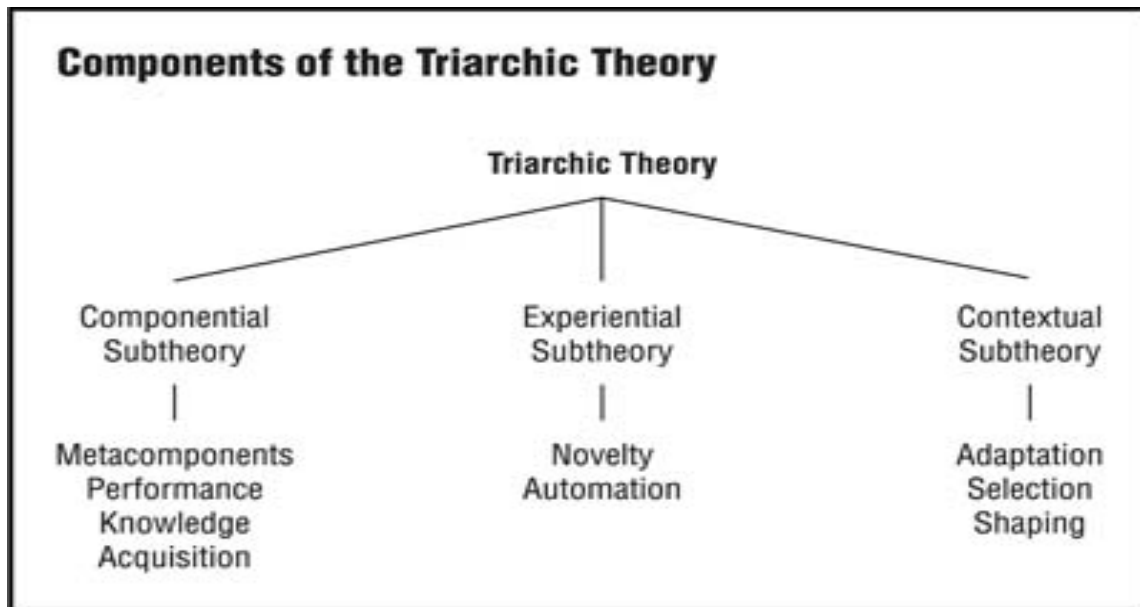 Components of the Triarchic Theory
Triarchic Theory
Componential
Subtheory
Metacomponents
Performance
Knowledge
Acquisition
Experiential
Subtheory
Novelty
Automation
Contextual
Subtheory
Adaptation
Selection
Shaping